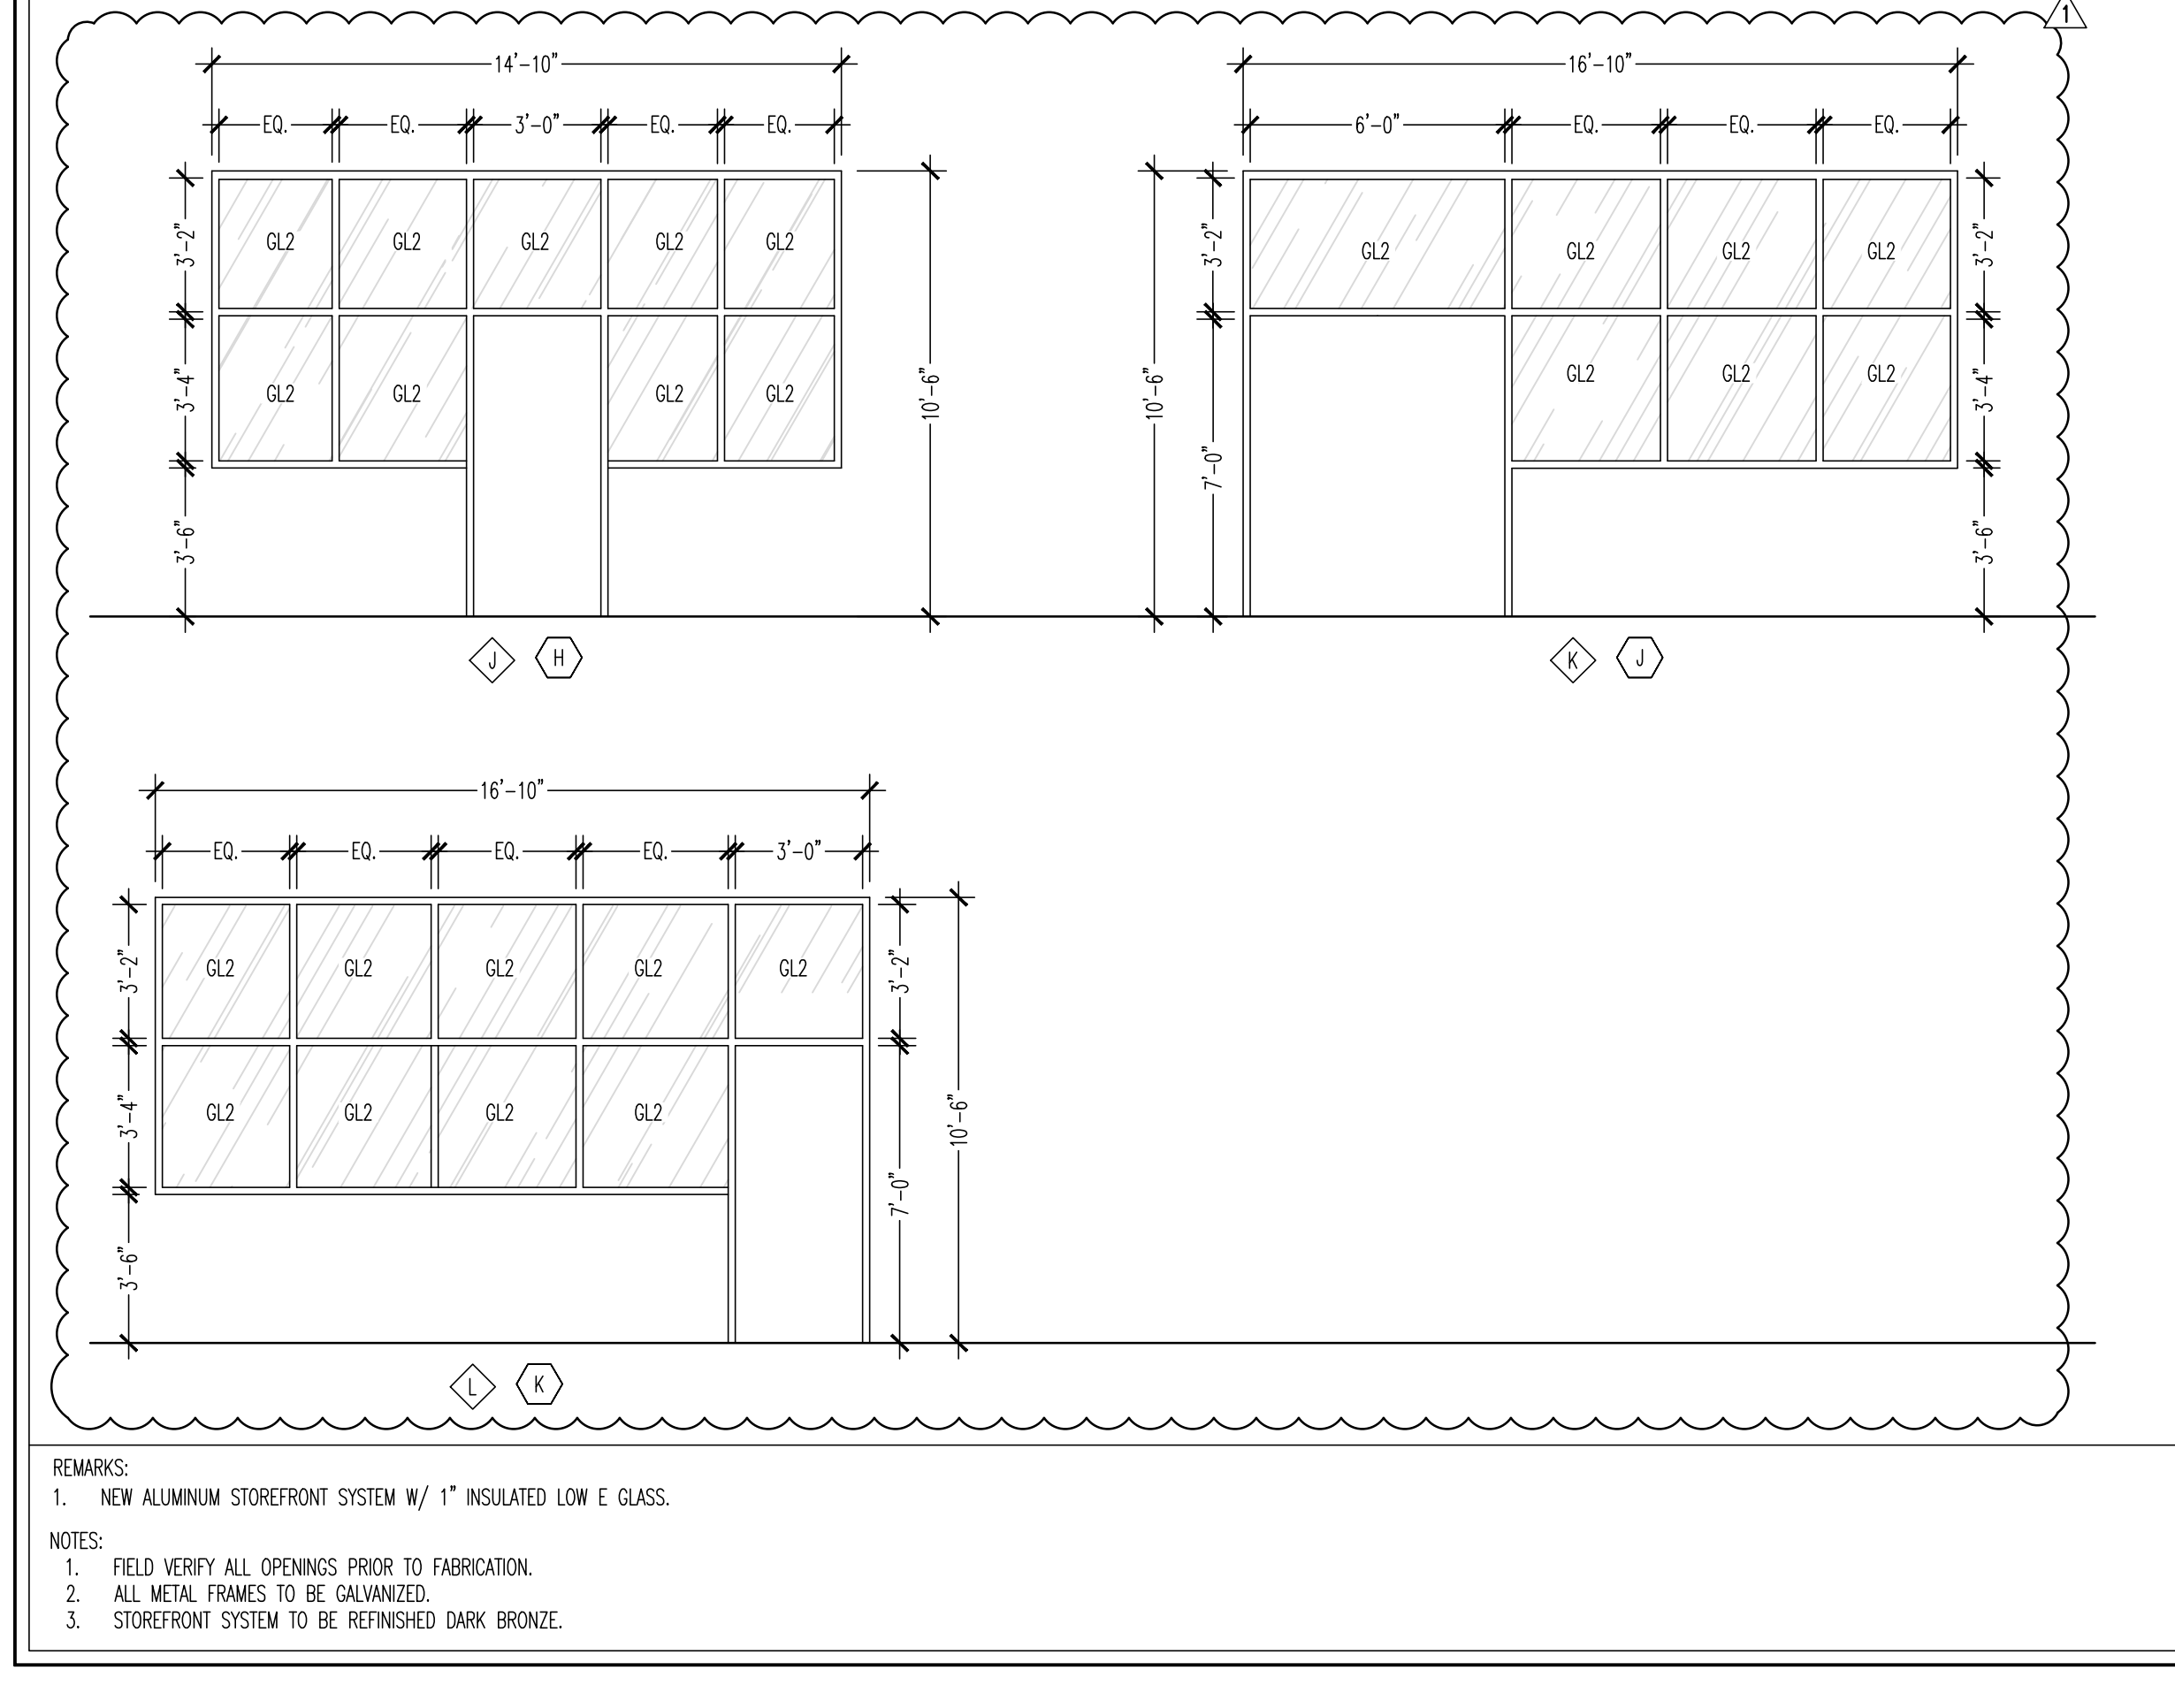 1
14'-10"
16'-10"
EQ. EQ. 3'-0" EQ. EQ.
6'-0" EQ. EQ. EQ.
3'-2" GL2 GL2 GL2 GL2 GL2
3'-2" GL2 GL2 GL2 GL2 3'-2"
3'-4" GL2 GL2 GL2 GL2 10'-6"
10'-6" 7'-0" GL2 GL2 GL2 3'-4"
3'-6"
3'-6"
J H
K J
16'-10"
EQ. EQ. EQ. EQ. 3'-0"
3'-2" GL2 GL2 GL2 GL2 GL2 3'-2"
3'-4" GL2 GL2 GL2 GL2 10'-6"
7'-0"
3'-6"
L K
REMARKS:
1. NEW ALUMINUM STOREFRONT SYSTEM W/ 1" INSULATED LOW E GLASS.
NOTES:
1. FIELD VERIFY ALL OPENINGS PRIOR TO FABRICATION.
2. ALL METAL FRAMES TO BE GALVANIZED.
3. STOREFRONT SYSTEM TO BE REFINISHED DARK BRONZE.